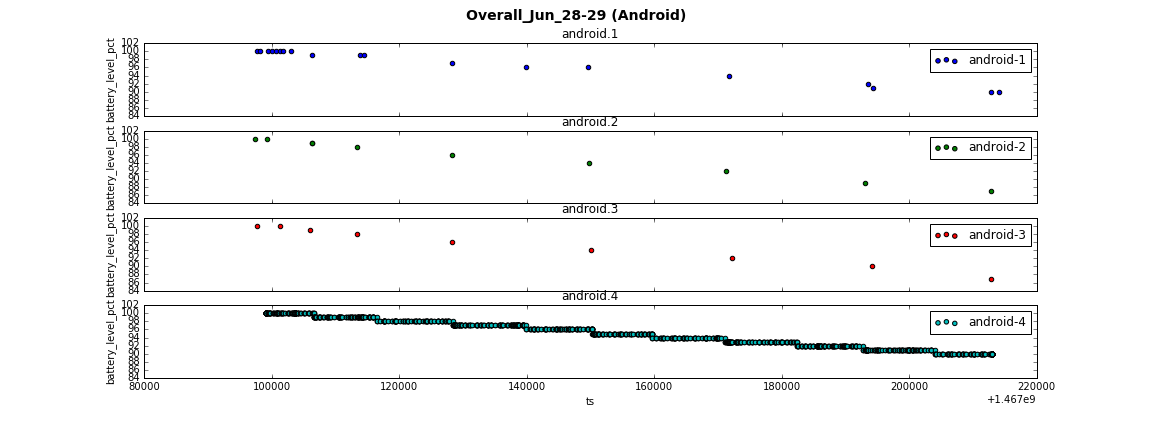 Overall_Jun_28-29 (Android)
android.1
battery_level_pct
102
100
98
96
94
92
90
88
86
84
android-1
android.2
battery_level_pct
102
100
98
96
94
92
90
88
86
84
android-2
android.3
battery_level_pct
102
100
98
96
94
92
90
88
86
84
android-3
android.4
battery_level_pct
102
100
98
96
94
92
90
88
86
84
android-4
80000 100000 120000 140000 160000 180000 200000 220000
ts
+1.467e9